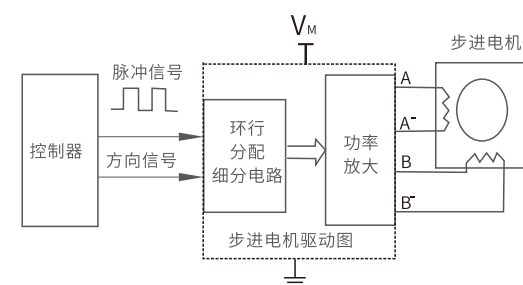 VM
步进电机
脉冲信号
控制器
方向信号
环行
分配
细分电路
功率
放大
A
A-
B
B-
步进电机驱动图